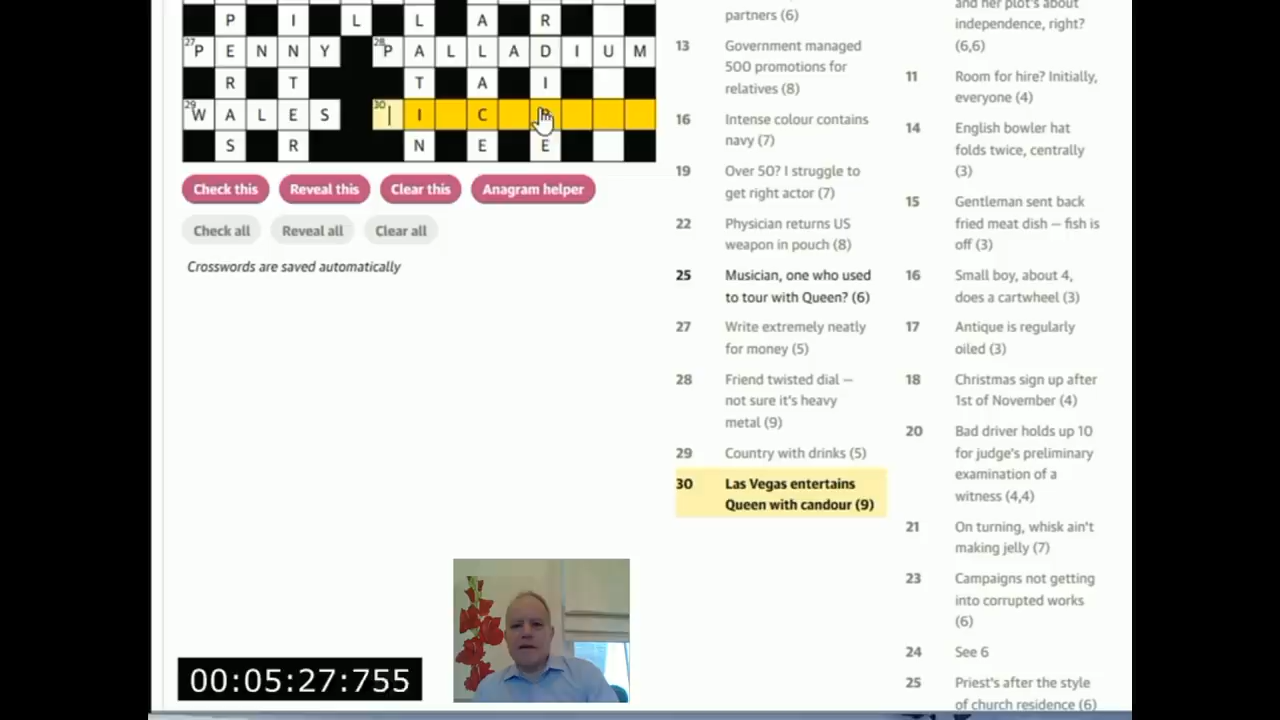 P I L L A R
27 P E N N Y 28 P A L L A D I U M
R T T A I
29 W A L E S 30 I C R
S R N E E
Check this Reveal this Clear this Anagram helper
Check all Reveal all Clear all
Crosswords are saved automatically
partners (6)
13 Government managed
500 promotions for
relatives (8)
16 Intense colour contains
navy (7)
19 Over 50? I struggle to
get right actor (7)
22 Physician returns US
weapon in pouch (8)
25 Musician, one who used
to tour with Queen? (6)
27 Write extremely neatly
for money (5)
28 Friend twisted dial —
not sure it's heavy
metal (9)
29 Country with drinks (5)
30 Las Vegas entertains
Queen with candour (9)
and her plot's about
independence, right?
(6,6)
11 Room for hire? Initially,
everyone (4)
14 English bowler hat
folds twice, centrally
(3)
15 Gentleman sent back
fried meat dish — fish is
off (3)
16 Small boy, about 4,
does a cartwheel (3)
17 Antique is regularly
oiled (3)
18 Christmas sign up after
1st of November (4)
20 Bad driver holds up 10
for judge's preliminary
examination of a
witness (4,4)
21 On turning, whisk ain't
making jelly (7)
23 Campaigns not getting
into corrupted works
(6)
24 See 6
25 Priest's after the style
of church residence (6)
00:05:27:755